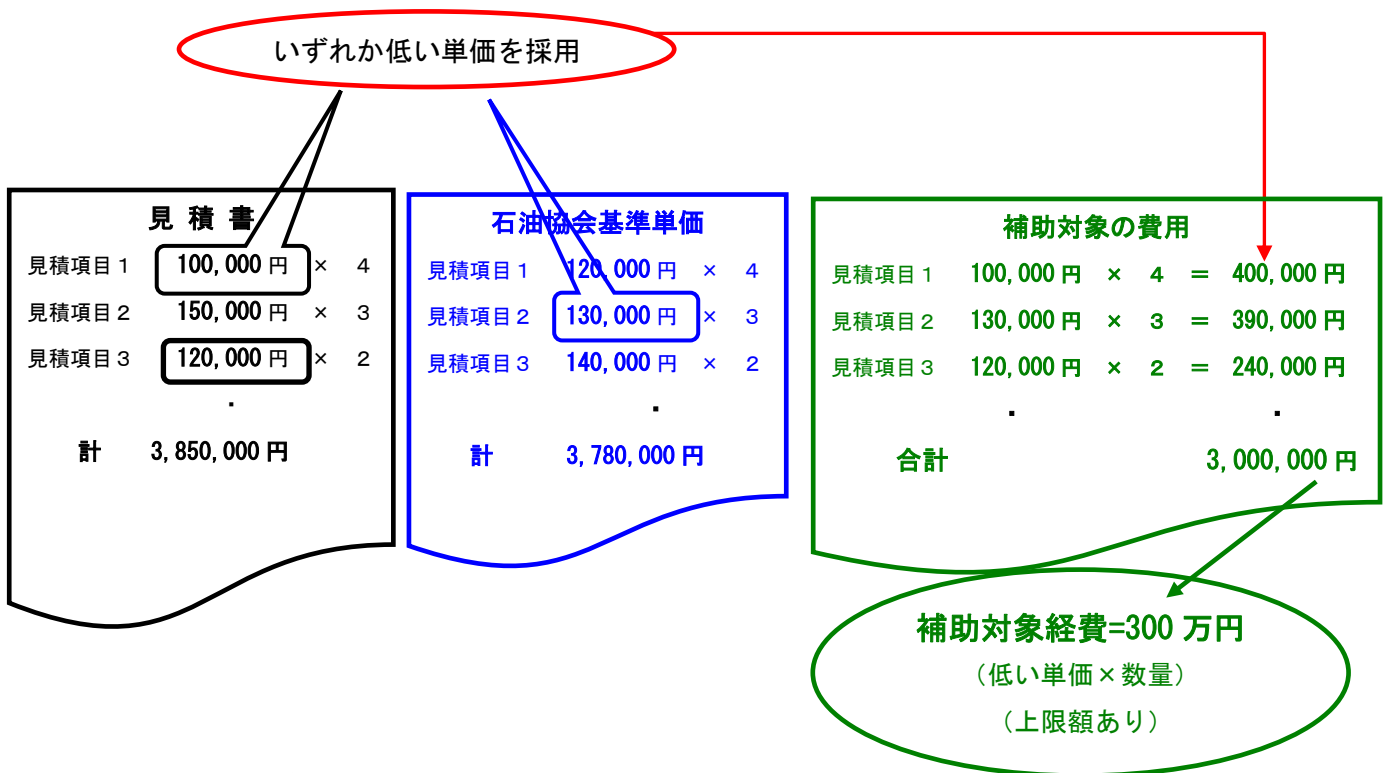 いずれか低い単価を採用
見 積 書
見積項目１ 100,000 円 × 4
見積項目２ 150,000 円 × 3
見積項目３ 120,000 円 × 2
．
計 3,850,000 円
石油協会基準単価
見積項目１ 120,000 円 × 4
見積項目２ 130,000 円 × 3
見積項目３ 140,000 円 × 2
．
計 3,780,000 円
補助対象の費用
見積項目１ 100,000 円 × 4 ＝ 400,000 円
見積項目２ 130,000 円 × 3 ＝ 390,000 円
見積項目３ 120,000 円 × 2 ＝ 240,000 円
． ．
合計 3,000,000 円
補助対象経費=300 万円
（低い単価×数量）
（上限額あり）